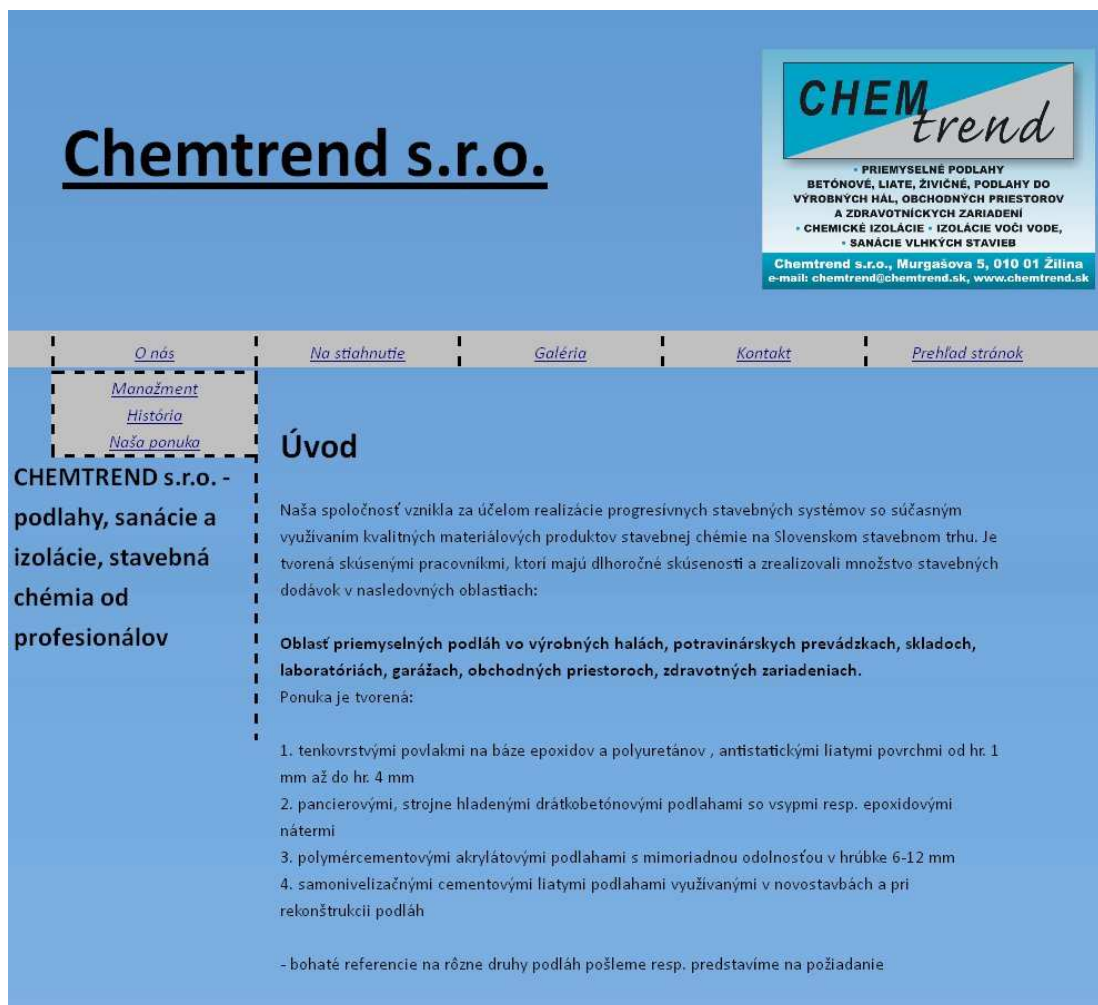 Chemtrend s.r.o.
CHEM
trend
• PRIEMYSELNÉ PODLAHY
BETÓNOVÉ, LIATE, ŽIVIČNÉ, PODLAHY DO
VÝROBNÝCH HÁL, OBCHODNÝCH PRIESTOROV
A ZDRAVOTNÍCKYCH ZARIADENÍ
• CHEMICKÉ IZOLÁCIE • IZOLÁCIE VOČI VODE,
• SANÁCIE VLHKÝCH STAVIEB
Chemtrend s.r.o., Murgašova 5, 010 01 Žilina
e-mail: chemtrend@chemtrend.sk, www.chemtrend.sk
O nás Na stiahnutie Galéria Kontakt Prehľad stránok
Manažment
História
Naša ponuka
CHEMTREND s.r.o. -
podlahy, sanácie a
izolácie, stavebná
chémia od
profesionálov
Úvod
Naša spoločnosť vznikla za účelom realizácie progresívnych stavebných systémov so súčasným
využívaním kvalitných materiálových produktov stavebnej chémie na Slovenskom stavebnom trhu. Je
tvorená skúsenými pracovníkmi, ktorí majú dlhoročné skúsenosti a zrealizovali množstvo stavebných
dodávok v nasledovných oblastiach:
Oblasť priemyselných podláh vo výrobných halách, potravinárskych prevádzkach, skladoch,
laboratóriách, garážach, obchodných priestoroch, zdravotných zariadeniach.
Ponuka je tvorená:
1. tenkovrstvými povlakmi na báze epoxidov a polyuretánov , antistatickými liatymi povrchmi od hr. 1
mm až do hr. 4 mm
2. pancierovými, strojne hladenými drátkobetónovými podlahami so vsypmi resp. epoxidovými
nátermi
3. polymércementovými akrylátovými podlahami s mimoriadnou odolnosťou v hrúbke 6-12 mm
4. samonivelizačnými cementovými liatymi podlahami využívanými v novostavbách a pri
rekonštrukcii podláh
- bohaté referencie na rôzne druhy podláh pošleme resp. predstavíme na požiadanie